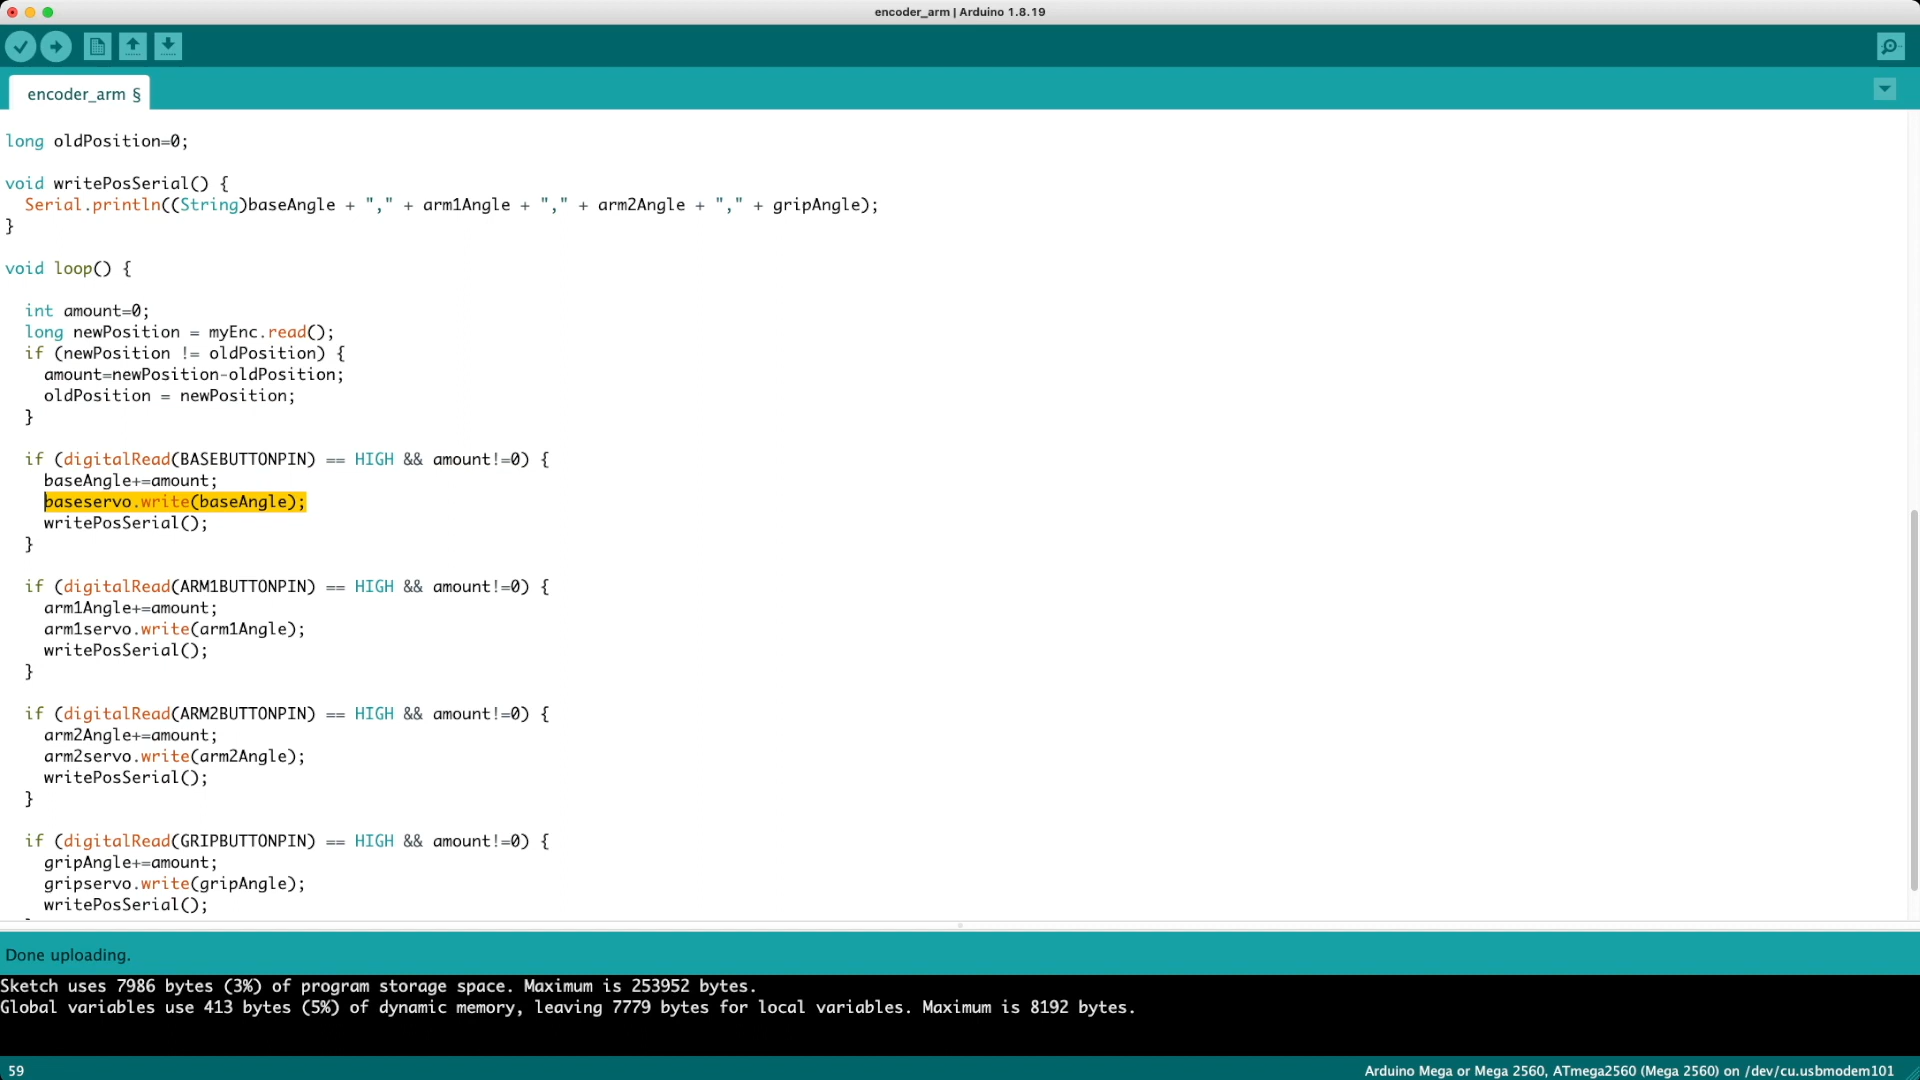 encoder_arm | Arduino 1.8.19
encoder_arm §
long oldPosition=0;
void writePosSerial() {
  Serial.println((String)baseAngle + "," + arm1Angle + "," + arm2Angle + "," + gripAngle);
}
void loop() {
  int amount=0;
  long newPosition = myEnc.read();
  if (newPosition != oldPosition) {
    amount=newPosition-oldPosition;
    oldPosition = newPosition;
  }
  if (digitalRead(BASEBUTTONPIN) == HIGH && amount!=0) {
    baseAngle+=amount;
    baseservo.write(baseAngle);
    writePosSerial();
  }
  if (digitalRead(ARM1BUTTONPIN) == HIGH && amount!=0) {
    arm1Angle+=amount;
    arm1servo.write(arm1Angle);
    writePosSerial();
  }
  if (digitalRead(ARM2BUTTONPIN) == HIGH && amount!=0) {
    arm2Angle+=amount;
    arm2servo.write(arm2Angle);
    writePosSerial();
  }
  if (digitalRead(GRIPBUTTONPIN) == HIGH && amount!=0) {
    gripAngle+=amount;
    gripservo.write(gripAngle);
    writePosSerial();
Done uploading.
Sketch uses 7986 bytes (3%) of program storage space. Maximum is 253952 bytes.
Global variables use 413 bytes (5%) of dynamic memory, leaving 7779 bytes for local variables. Maximum is 8192 bytes.
59
Arduino Mega or Mega 2560, ATmega2560 (Mega 2560) on /dev/cu.usbmodem101